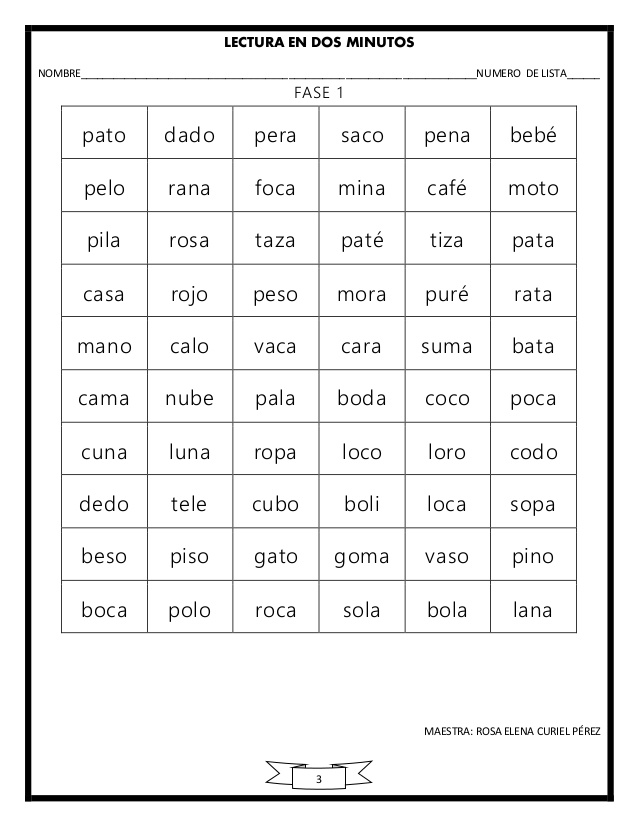 LECTURA EN DOS MINUTOS
NOMBRE NUMERO DE LISTA
FASE 1
pato dado pera saco pena bebé
pelo rana foca mina café moto
pila rosa taza paté tiza pata
casa rojo peso mora puré rata
mano calo vaca cara suma bata
cama nube pala boda coco poca
cuna luna ropa loco loro codo
dedo tele cubo boli loca sopa
beso piso gato goma vaso pino
boca polo roca sola bola lana
MAESTRA: ROSA ELENA CURIEL PÉREZ
3